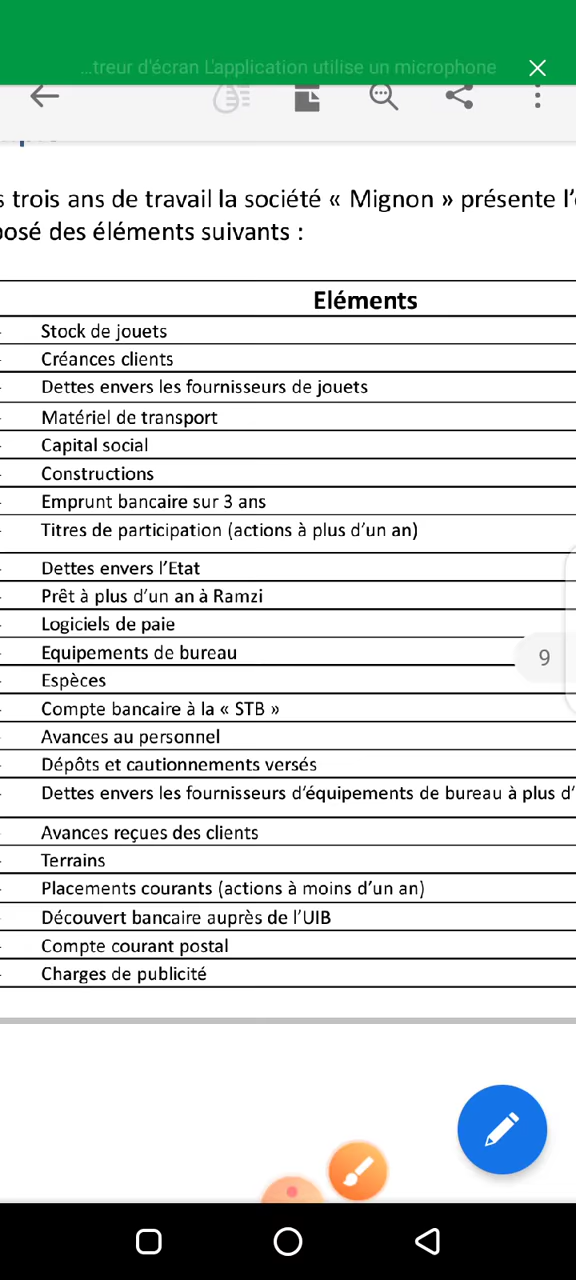 ...treur d'écran L'application utilise un microphone
s trois ans de travail la société « Mignon » présente l'
posé des éléments suivants :
Eléments
- Stock de jouets
- Créances clients
- Dettes envers les fournisseurs de jouets
- Matériel de transport
- Capital social
- Constructions
- Emprunt bancaire sur 3 ans
- Titres de participation (actions à plus d'un an)
- Dettes envers l'Etat
- Prêt à plus d'un an à Ramzi
- Logiciels de paie
- Equipements de bureau
9
- Espèces
- Compte bancaire à la « STB »
- Avances au personnel
- Dépôts et cautionnements versés
- Dettes envers les fournisseurs d'équipements de bureau à plus d'
- Avances reçues des clients
- Terrains
- Placements courants (actions à moins d'un an)
- Découvert bancaire auprès de l'UIB
- Compte courant postal
- Charges de publicité